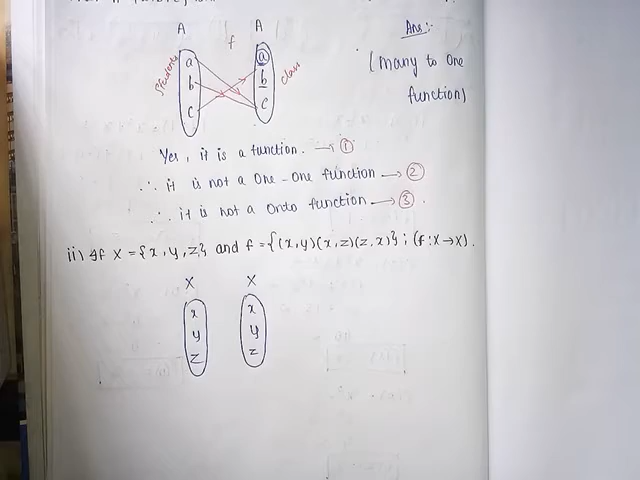 A A
f
Ans:-
Students
a a
b b
c c
class
(many to one
function)
Yes, it is a function. → ①
∴ it is not a one-one function → ②
∴ it is not a onto function → ③.
ii) If X = {x, y, z} and f = {(x,y)(x,z)(z,x)}; (f:X→X).
X X
x x
y y
z z